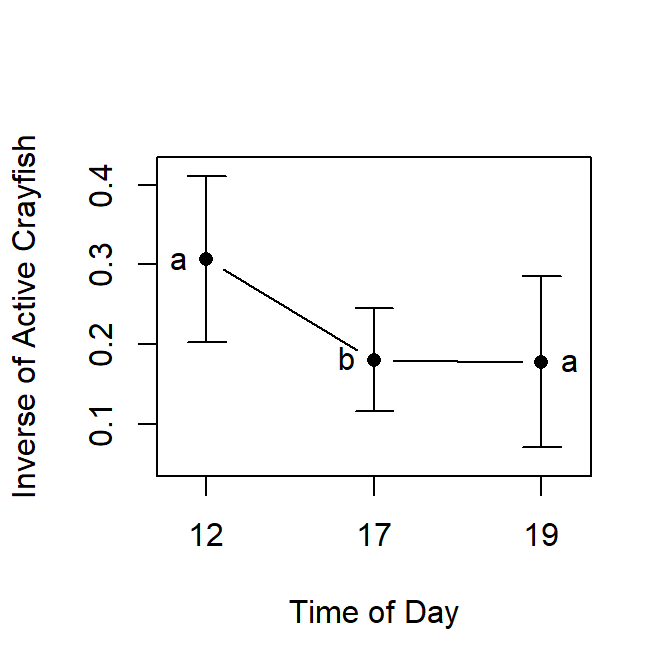 Inverse of Active Crayfish
0.4
0.3
0.2
0.1
a
b
a
12 17 19
Time of Day